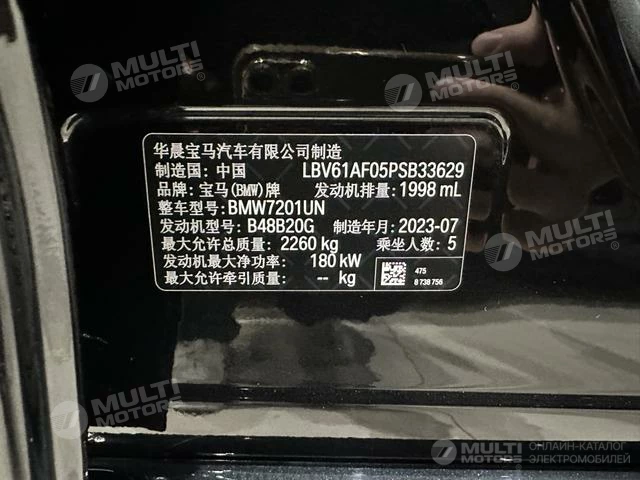 MULTI MOTORS
MULTI MOTORS
华晨宝马汽车有限公司制造
制造国: 中国 LBV61AF05PSB33629
品牌: 宝马(BMW)牌 发动机排量: 1998 mL
整车型号: BMW7201UN
发动机型号: B48B20G 制造年月: 2023-07
最大允许总质量: 2260 kg 乘坐人数: 5
发动机最大净功率: 180 kW
最大允许牵引质量: -- kg
475
8 738 756
MULTI MOTORS
MULTI MOTORS
MULTI MOTORS
ОНЛАЙН-КАТАЛОГ
ЭЛЕКТРОМОБИЛЕЙ